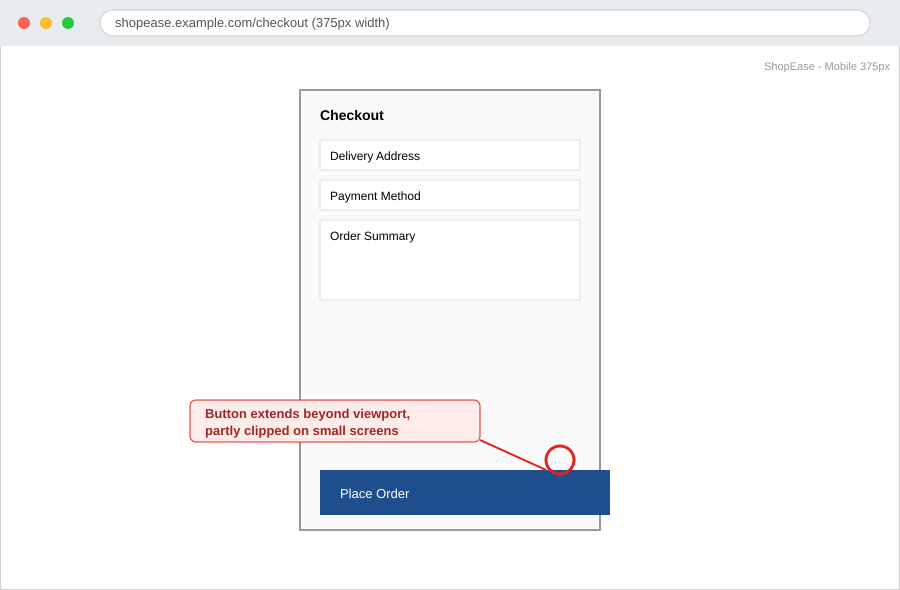 shopease.example.com/checkout (375px width)
ShopEase - Mobile 375px
Checkout
Delivery Address
Payment Method
Order Summary
Button extends beyond viewport,
partly clipped on small screens
Place Order